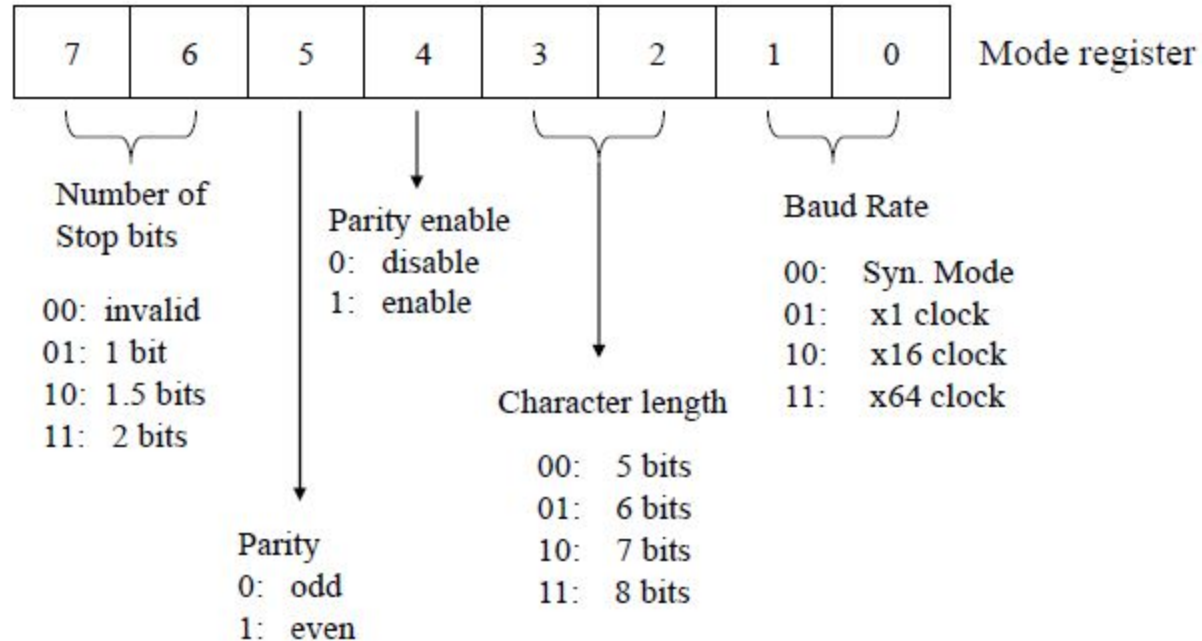 7 6 5 4 3 2 1 0 Mode register
Number of
Stop bits
00: invalid
01: 1 bit
10: 1.5 bits
11: 2 bits
Parity
0: odd
1: even
Parity enable
0: disable
1: enable
Character length
00: 5 bits
01: 6 bits
10: 7 bits
11: 8 bits
Baud Rate
00: Syn. Mode
01: x1 clock
10: x16 clock
11: x64 clock